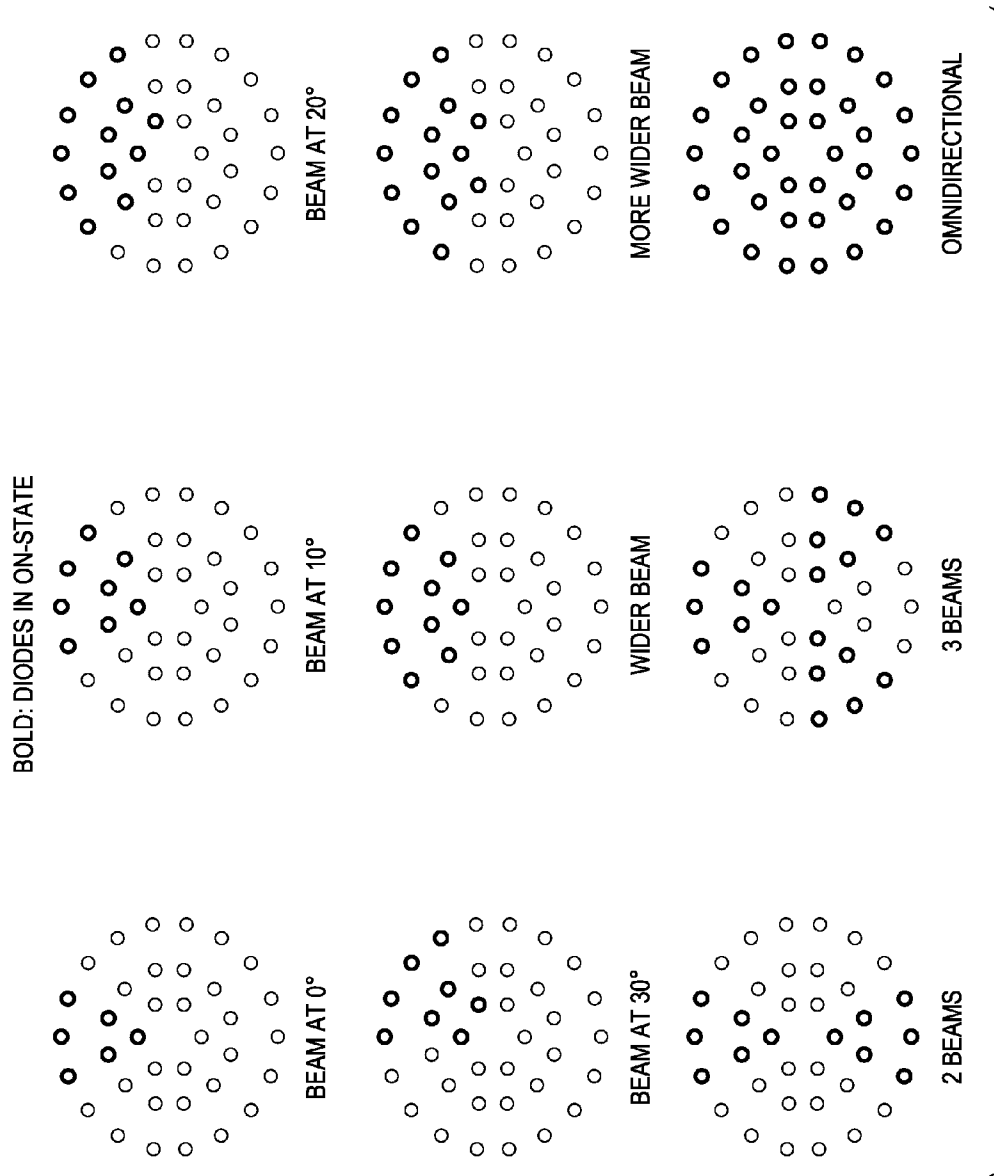 BOLD: DIODES IN ON-STATE
BEAM AT 0°
BEAM AT 10°
BEAM AT 20°
BEAM AT 30°
WIDER BEAM
MORE WIDER BEAM
2 BEAMS
3 BEAMS
OMNIDIRECTIONAL